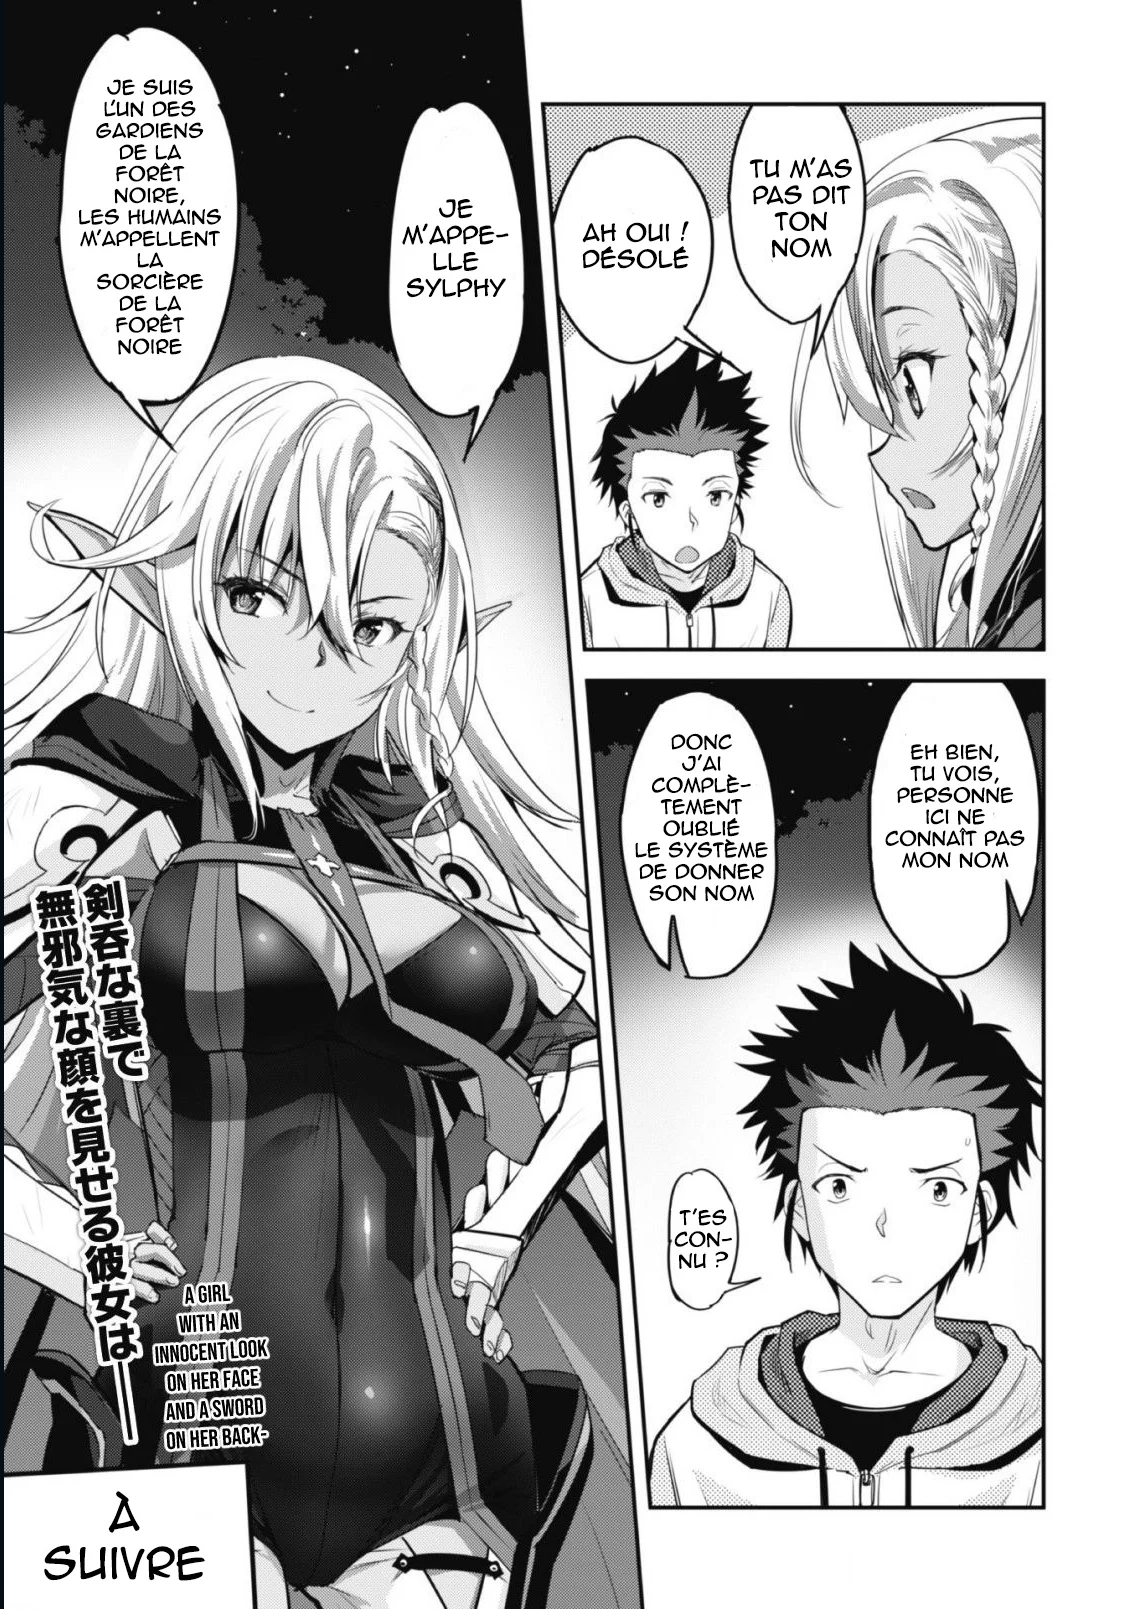 TU M'AS
PAS DIT
TON
NOM
AH OUI !
DÉSOLÉ
EH BIEN,
TU VOIS,
PERSONNE
ICI NE
CONNAÎT PAS
MON NOM
DONC
J'AI
COMPLÈ-
TEMENT
OUBLIÉ
LE SYSTÈME
DE DONNER
SON NOM
T'ES
CON-
NU ?
JE
M'APPE-
LLE
SYLPHY
JE SUIS
L'UN DES
GARDIENS
DE LA
FORÊT
NOIRE,
LES HUMAINS
M'APPELLENT
LA
SORCIÈRE
DE LA
FORÊT
NOIRE
剣呑な裏で
無邪気な顔を見せる彼女は――
A GIRL
WITH AN
INNOCENT LOOK
ON HER FACE
AND A SWORD
ON HER BACK-
À
SUIVRE